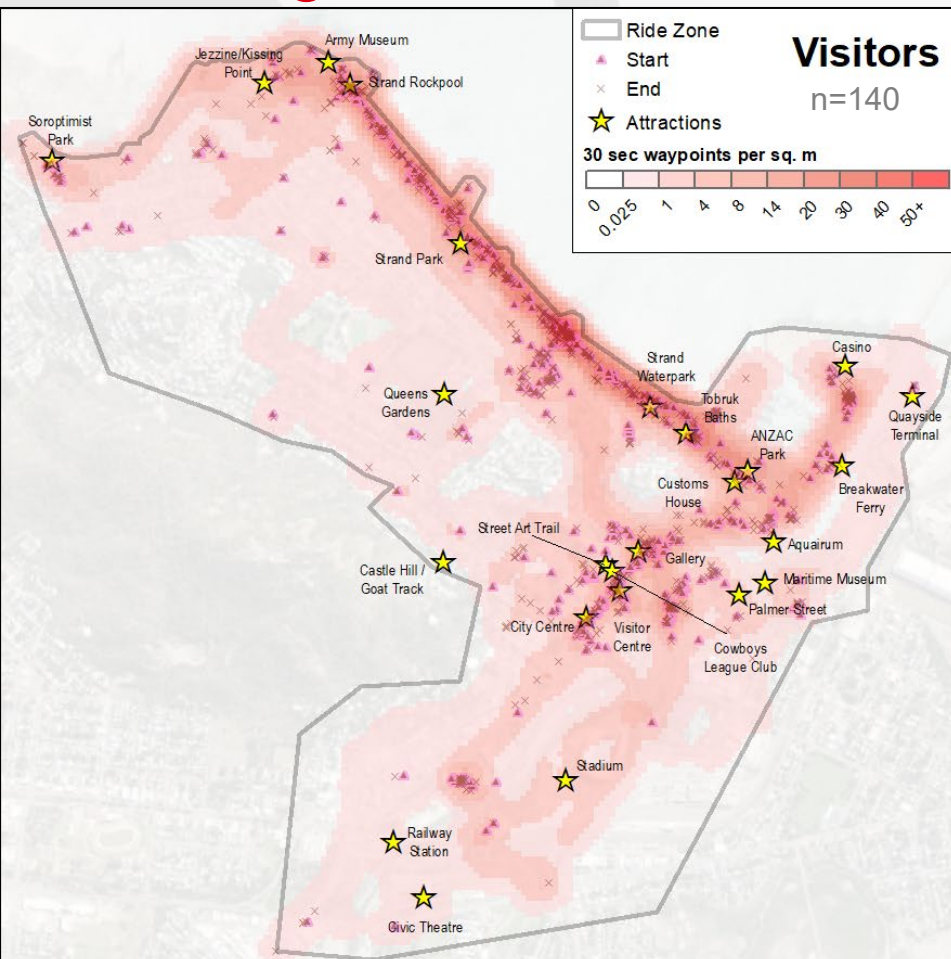 Visitors
n=140
Ride Zone
Start
End
Attractions
30 sec waypoints per sq. m
0
0.025
1
4
8
14
20
30
40
50+
Army Museum
Jezzine/Kissing
Point
Strand Rockpool
Soroptimist
Park
Strand Park
Strand
Waterpark
Casino
Queens
Gardens
Tobruk
Baths
Quayside
Terminal
ANZAC
Park
Customs
House
Breakwater
Ferry
Street Art Trail
Gallery
Aquairum
Castle Hill /
Goat Track
Maritime Museum
Palmer Street
City Centre
Visitor
Centre
Cowboys
League Club
Stadium
Railway
Station
Civic Theatre